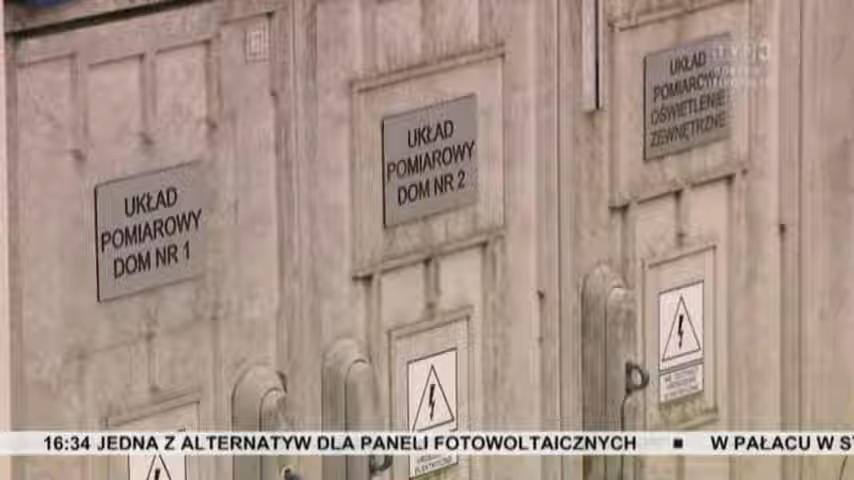 UKŁAD
POMIAROWY
DOM NR 1
UKŁAD
POMIAROWY
DOM NR 2
UKŁAD
POMIAROWY
OŚWIETLENIE
ZEWNĘTRZNE
TVP3
16:34 JEDNA Z ALTERNATYW DLA PANELI FOTOWOLTAICZNYCH ■ W PAŁACU W